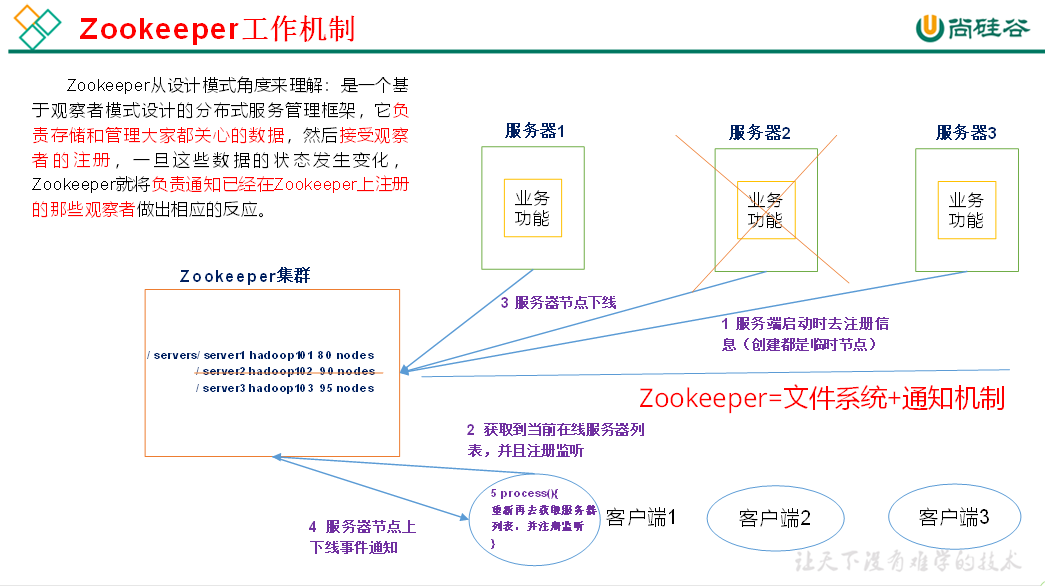 Zookeeper工作机制
尚硅谷
Zookeeper从设计模式角度来理解：是一个基
于观察者模式设计的分布式服务管理框架，它负
责存储和管理大家都关心的数据，然后接受观察
者的注册，一旦这些数据的状态发生变化，
Zookeeper就将负责通知已经在Zookeeper上注册
的那些观察者做出相应的反应。
服务器1
服务器2
服务器3
业务
功能
业务
功能
业务
功能
Zookeeper集群
3 服务器节点下线
1 服务端启动时去注册信
息（创建都是临时节点）
/ servers/ server1 hadoop101 80 nodes
/ server2 hadoop102 90 nodes
/ server3 hadoop103 95 nodes
Zookeeper=文件系统+通知机制
2 获取到当前在线服务器列
表，并且注册监听
5 process(){
重新再去获取服务器
列表，并注册监听
}
客户端1
客户端2
客户端3
4 服务器节点上
下线事件通知
让天下没有难学的技术